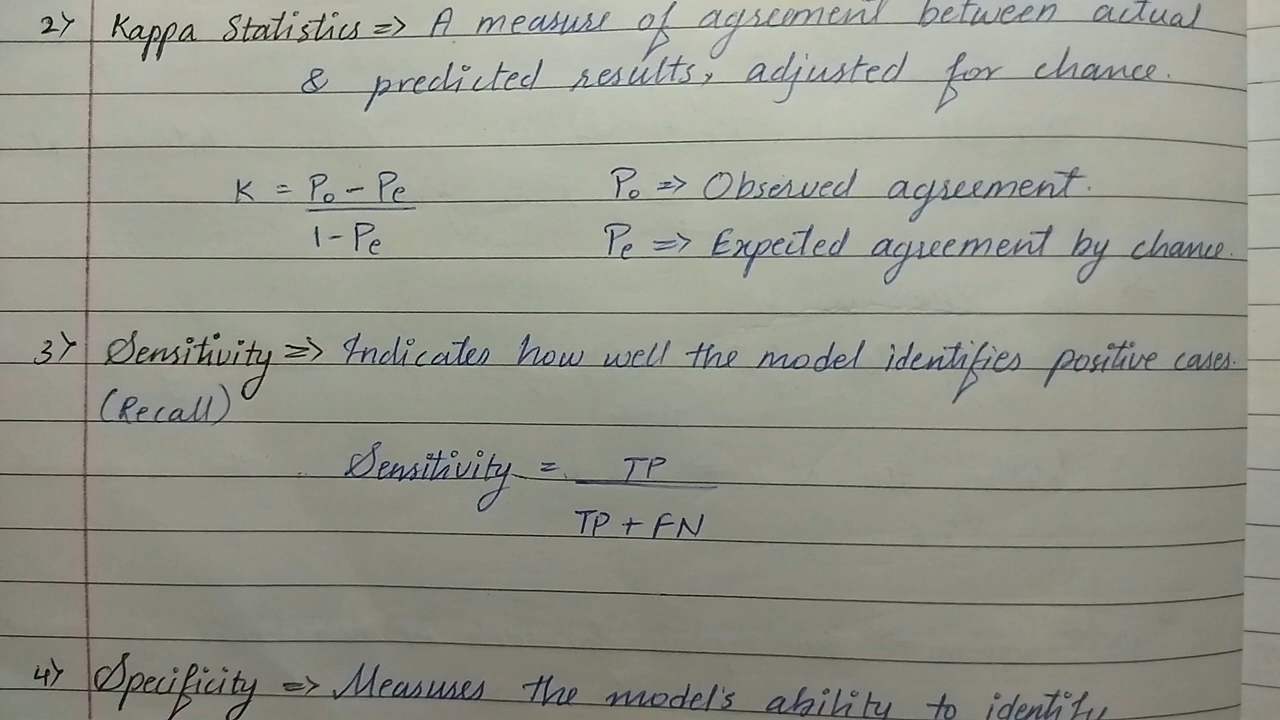 2) Kappa Statistics => A measure of agreement between actual
& predicted results, adjusted for chance.
K = Po - Pe / 1 - Pe
Po => Observed agreement.
Pe => Expected agreement by chance.
3) Sensitivity => Indicates how well the model identifies positive cases.
(Recall)
Sensitivity = TP / TP + FN
4) Specificity => Measures the model's ability to identify